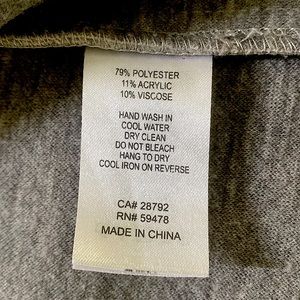 79% POLYESTER
11% ACRYLIC
10% VISCOSE
HAND WASH IN
COOL WATER
DRY CLEAN
DO NOT BLEACH
HANG TO DRY
COOL IRON ON REVERSE
CA# 28792
RN# 59478
MADE IN CHINA